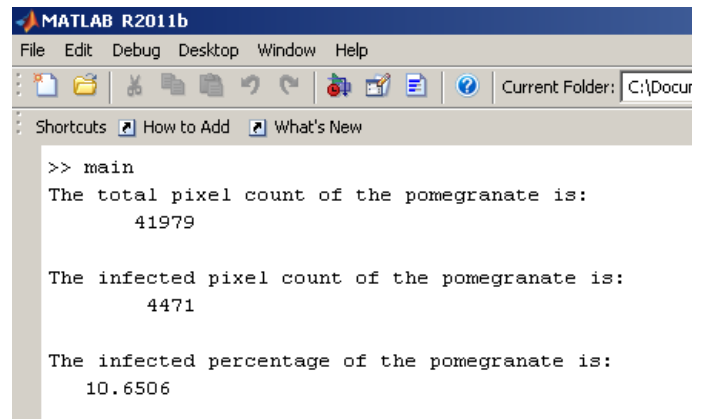 MATLAB R2011b
File Edit Debug Desktop Window Help
Current Folder: C:\Docur
Shortcuts How to Add What's New
>> main
The total pixel count of the pomegranate is:
41979
The infected pixel count of the pomegranate is:
4471
The infected percentage of the pomegranate is:
10.6506